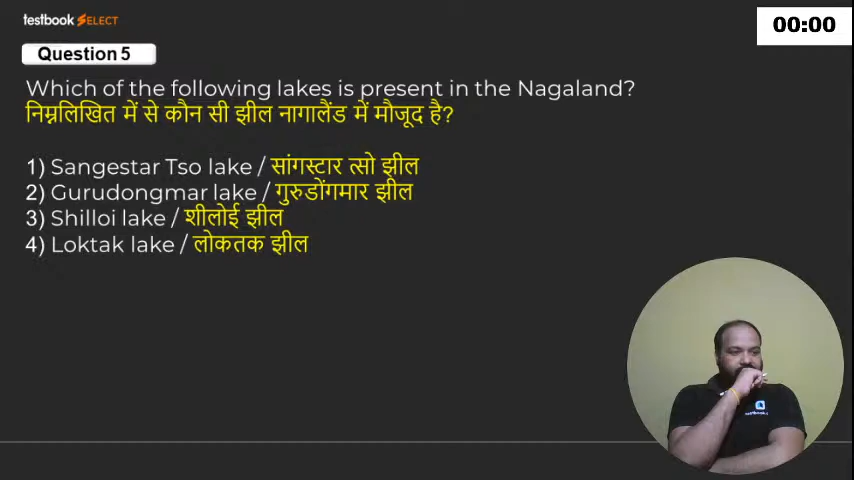 testbook SELECT
00:00
Question 5
Which of the following lakes is present in the Nagaland?
निम्नलिखित में से कौन सी झील नागालैंड में मौजूद है?
1) Sangestar Tso lake / सांगस्टार त्सो झील
2) Gurudongmar lake / गुरुडोंगमार झील
3) Shilloi lake / शीलोई झील
4) Loktak lake / लोकतक झील